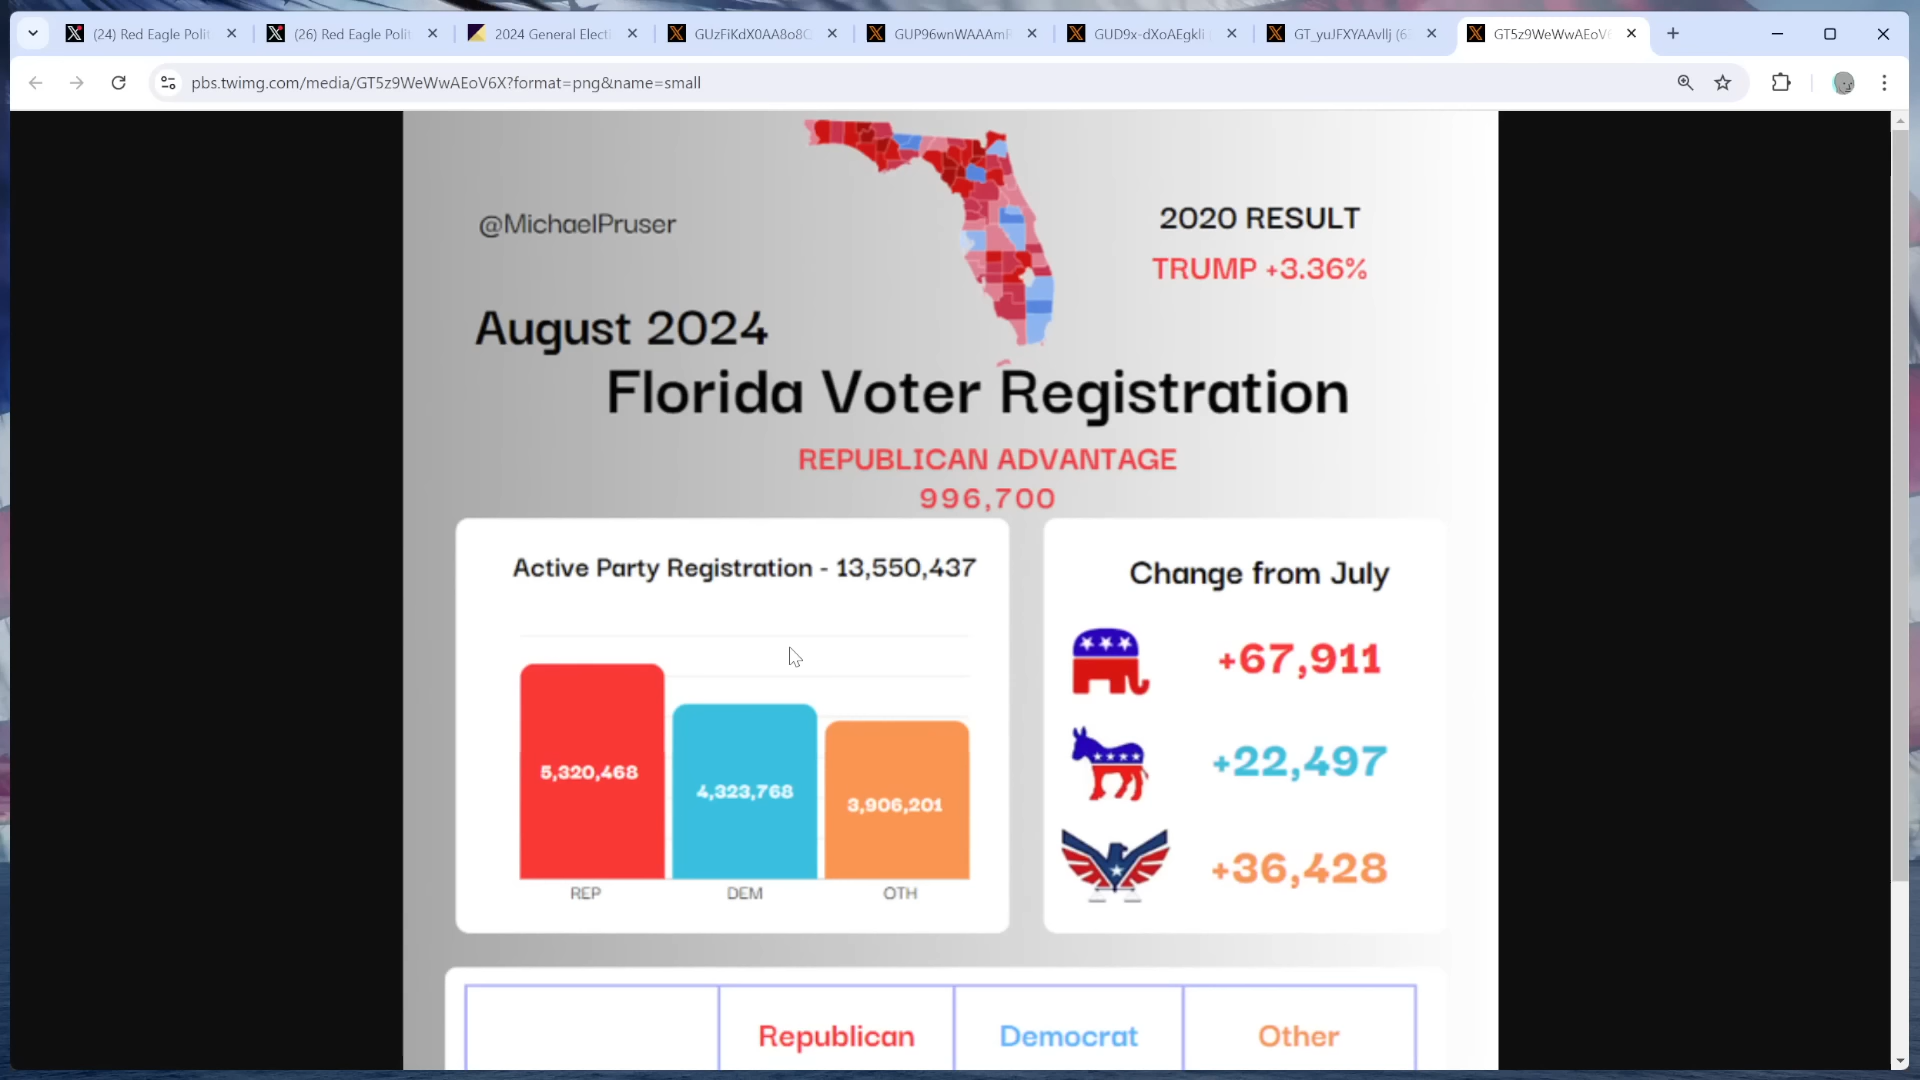 (24) Red Eagle Polit
(26) Red Eagle Polit
2024 General Electi
GUzFiKdX0AA8o8C
GUP96wnWAAAmR
GUD9x-dXoAEgkli
GT_yuJFXYAAvllj (6
GT5z9WeWwAEoV6
pbs.twimg.com/media/GT5z9WeWwAEoV6X?format=png&name=small
@MichaelPruser
2020 RESULT
TRUMP +3.36%
August 2024
Florida Voter Registration
REPUBLICAN ADVANTAGE
996,700
Active Party Registration - 13,550,437
5,320,468
4,323,768
3,906,201
REP
DEM
OTH
Change from July
+67,911
+22,497
+36,428
Republican
Democrat
Other